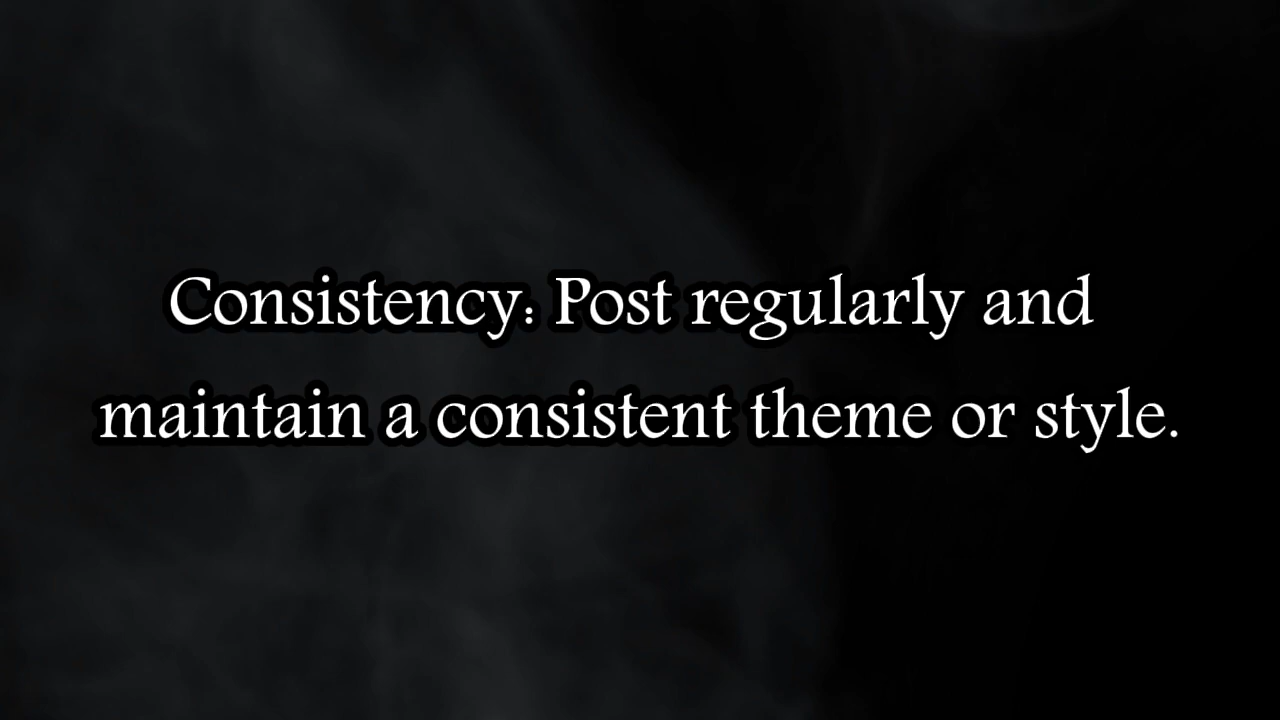 Consistency: Post regularly and
maintain a consistent theme or style.